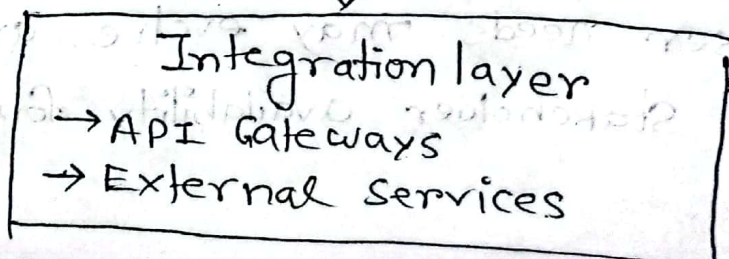 Integration layer
→ API Gateways
→ External services